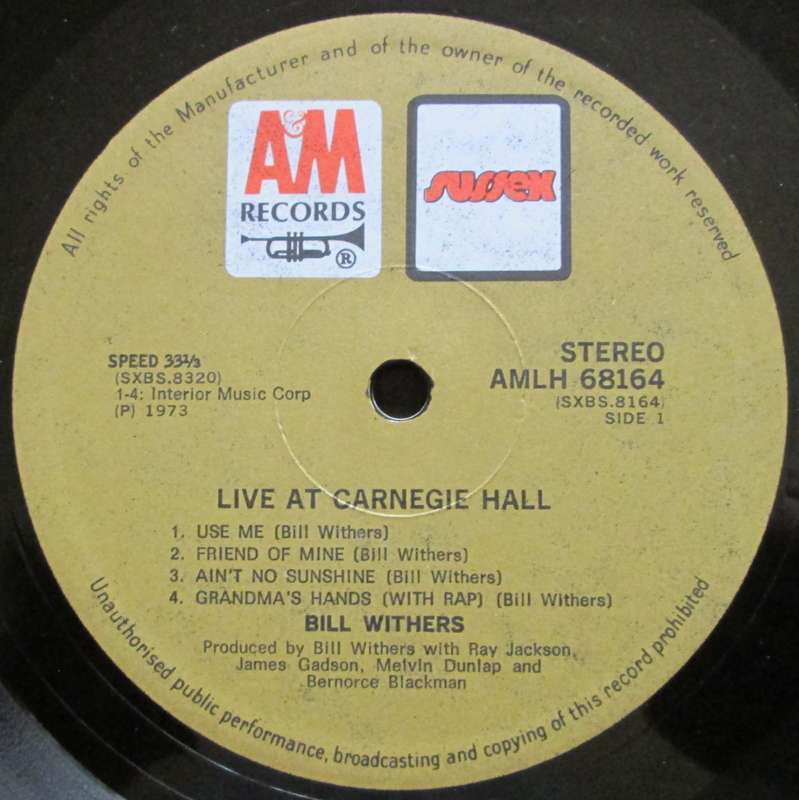 All rights of the Manufacturer and of the owner of the recorded work reserved
A&M
RECORDS
®
sussex
SPEED 33⅓
(SXBS.8320)
1-4: Interior Music Corp
(P) 1973
STEREO
AMLH 68164
(SXBS.8164)
SIDE 1
LIVE AT CARNEGIE HALL
1. USE ME (Bill Withers)
2. FRIEND OF MINE (Bill Withers)
3. AIN'T NO SUNSHINE (Bill Withers)
4. GRANDMA'S HANDS (WITH RAP) (Bill Withers)
BILL WITHERS
Produced by Bill Withers with Ray Jackson,
James Gadson, Melvin Dunlap and
Bernorce Blackman
Unauthorised public performance, broadcasting and copying of this record prohibited